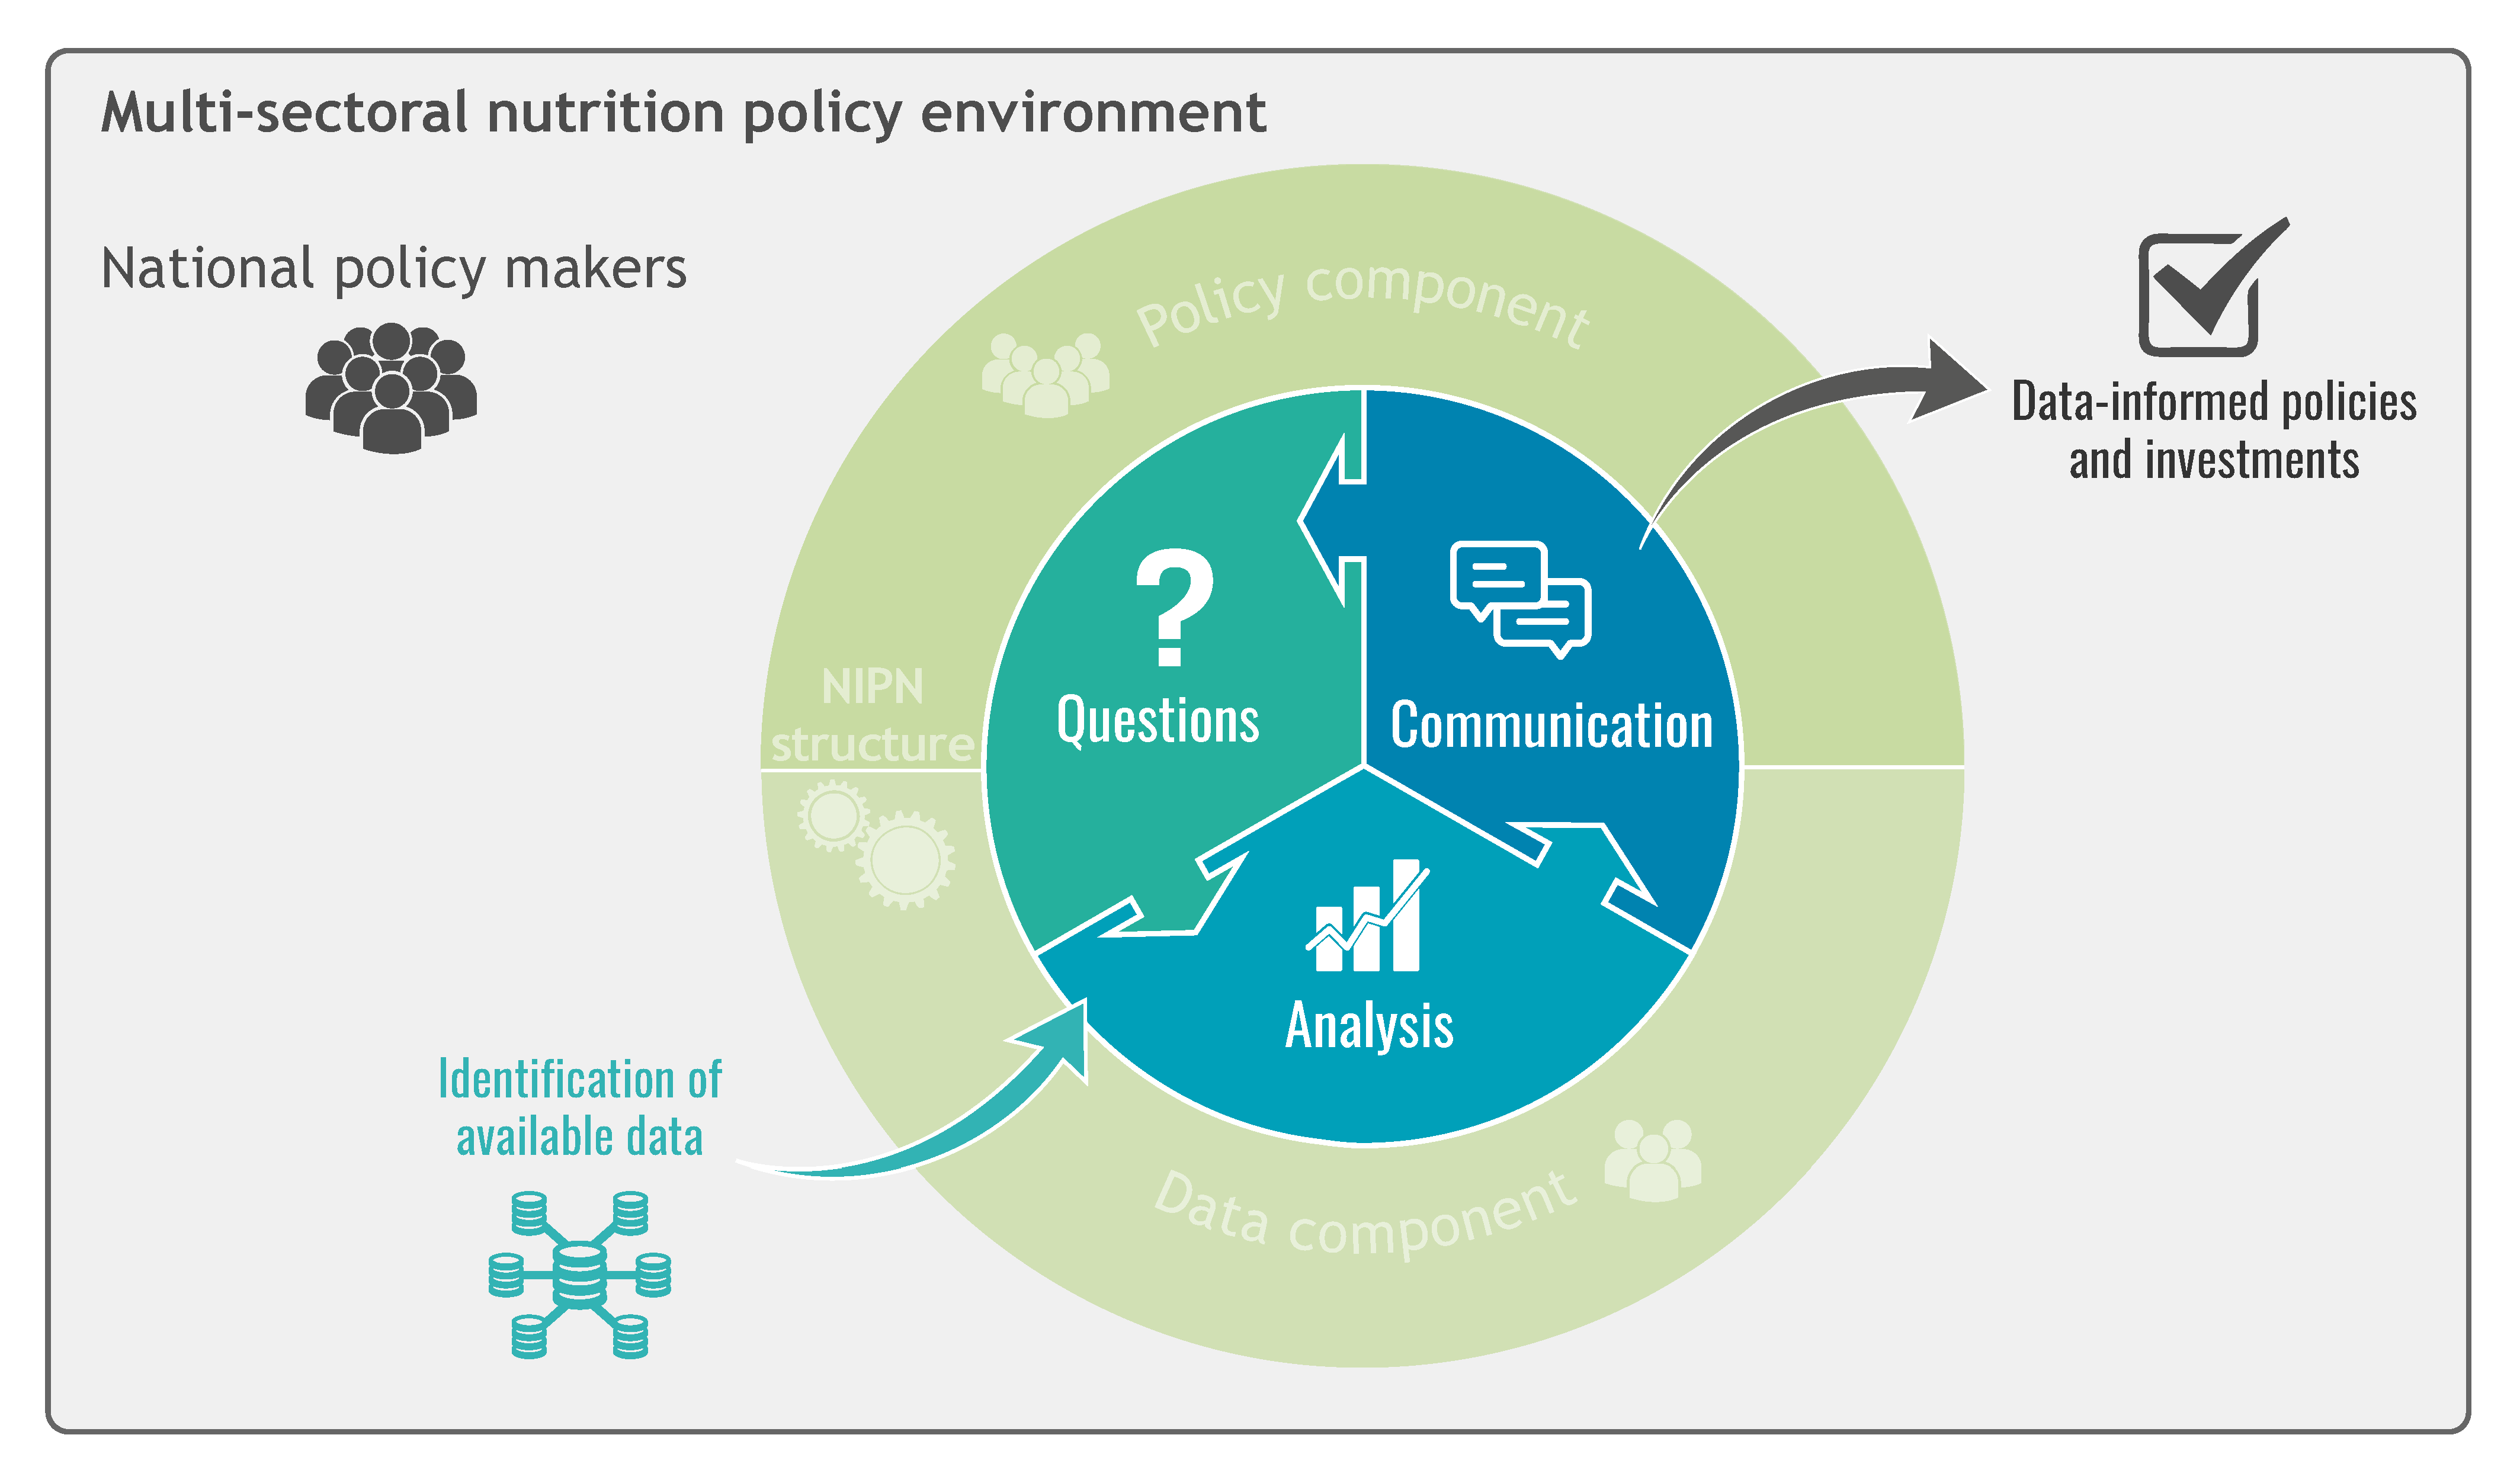 Multi-sectoral nutrition policy environment
National policy makers
Policy component
Data-informed policies
and investments
NIPN
structure
Questions
Communication
Analysis
Identification of
available data
Data component